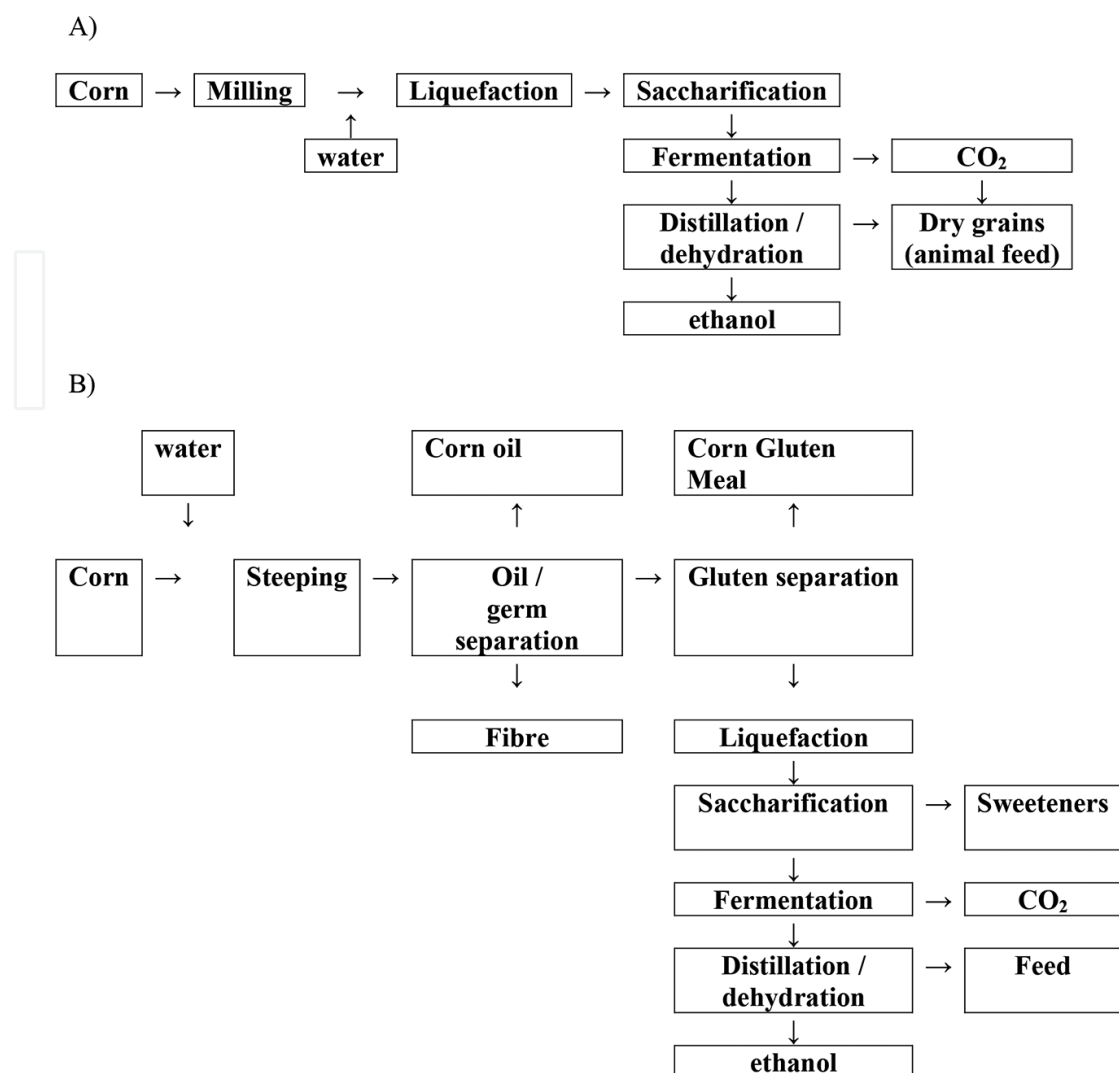 A)
Corn → Milling → Liquefaction → Saccharification
↑ ↓
water Fermentation → CO₂
↓ ↓
Distillation / → Dry grains
dehydration (animal feed)
↓
ethanol
B)
water Corn oil Corn Gluten
Meal
↓ ↑ ↑
Corn → Steeping → Oil / → Gluten separation
germ
separation
↓ ↓
Fibre Liquefaction
↓
Saccharification → Sweeteners
↓
Fermentation → CO₂
↓
Distillation / → Feed
dehydration
↓
ethanol